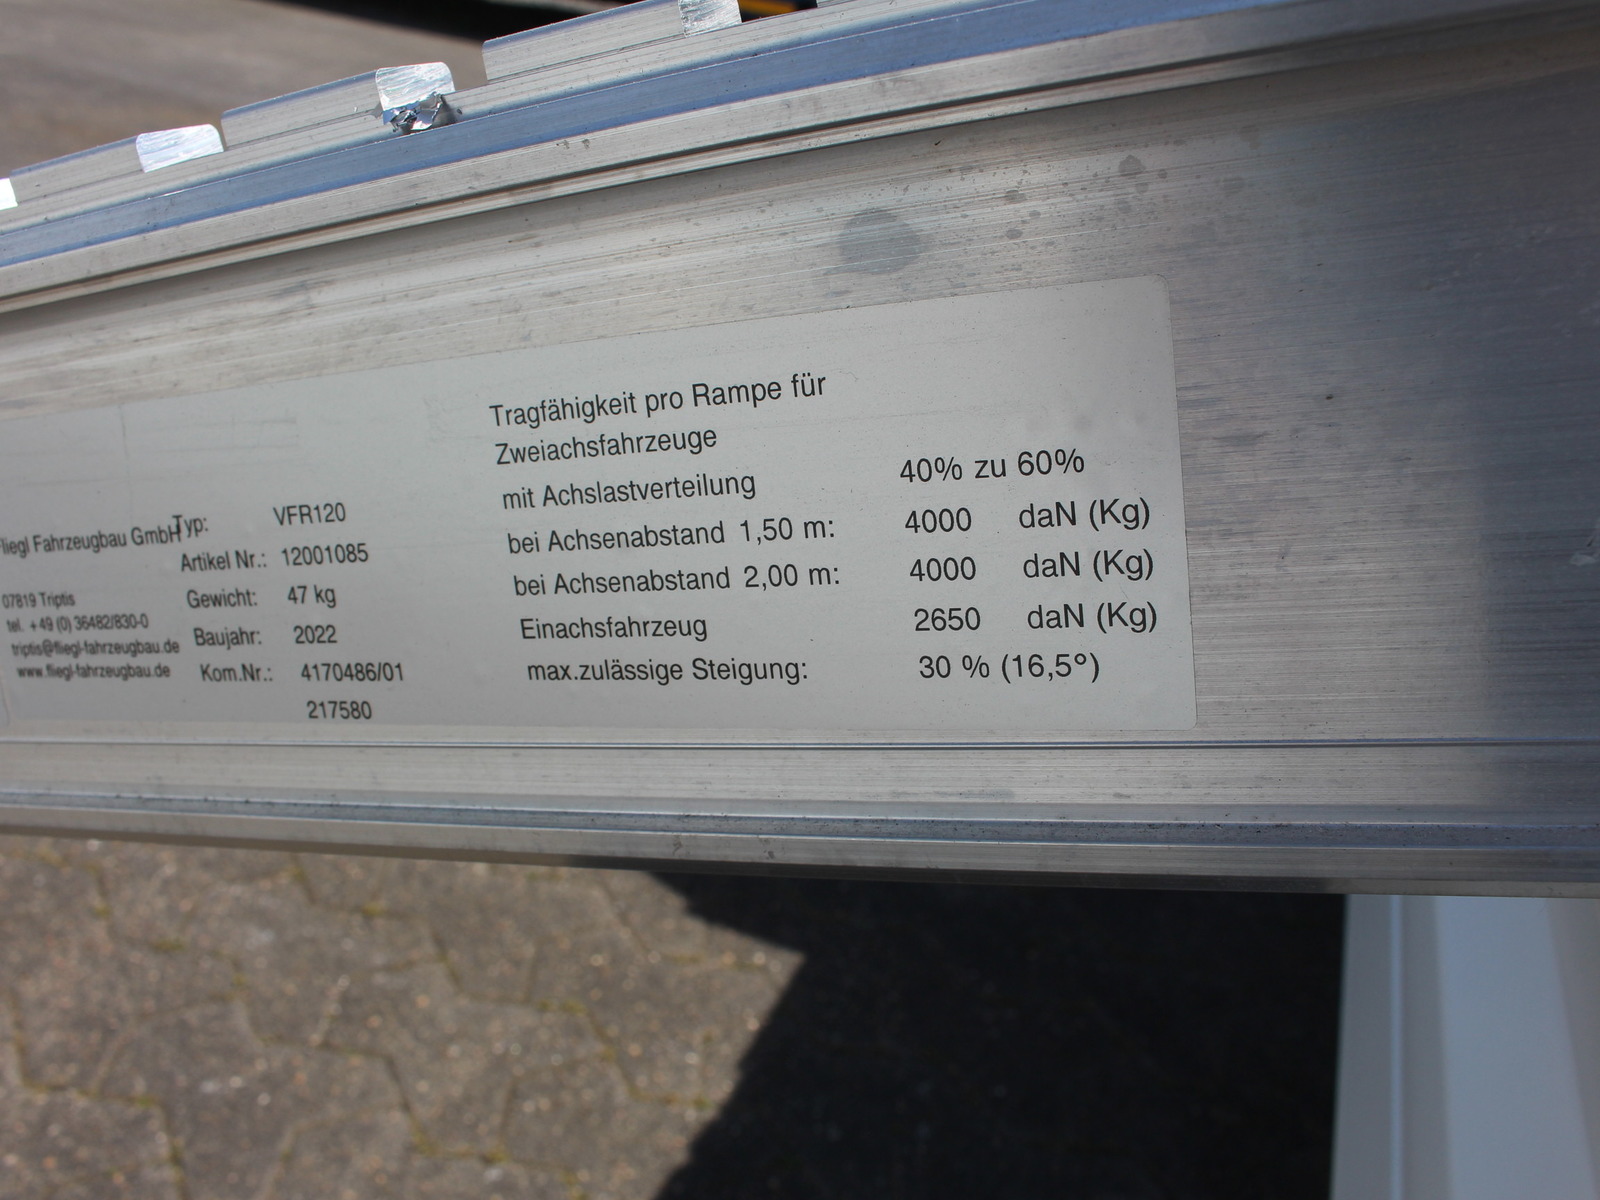 Fliegl Fahrzeugbau GmbH
07819 Triptis
tel. +49 (0) 36482/830-0
triptis@fliegl-fahrzeugbau.de
www.fliegl-fahrzeugbau.de
Typ: VFR120
Artikel Nr.: 12001085
Gewicht: 47 kg
Baujahr: 2022
Kom.Nr.: 4170486/01
217580
Tragfähigkeit pro Rampe für
Zweiachsfahrzeuge
mit Achslastverteilung 40% zu 60%
bei Achsenabstand 1,50 m: 4000 daN (Kg)
bei Achsenabstand 2,00 m: 4000 daN (Kg)
Einachsfahrzeug 2650 daN (Kg)
max.zulässige Steigung: 30 % (16,5°)